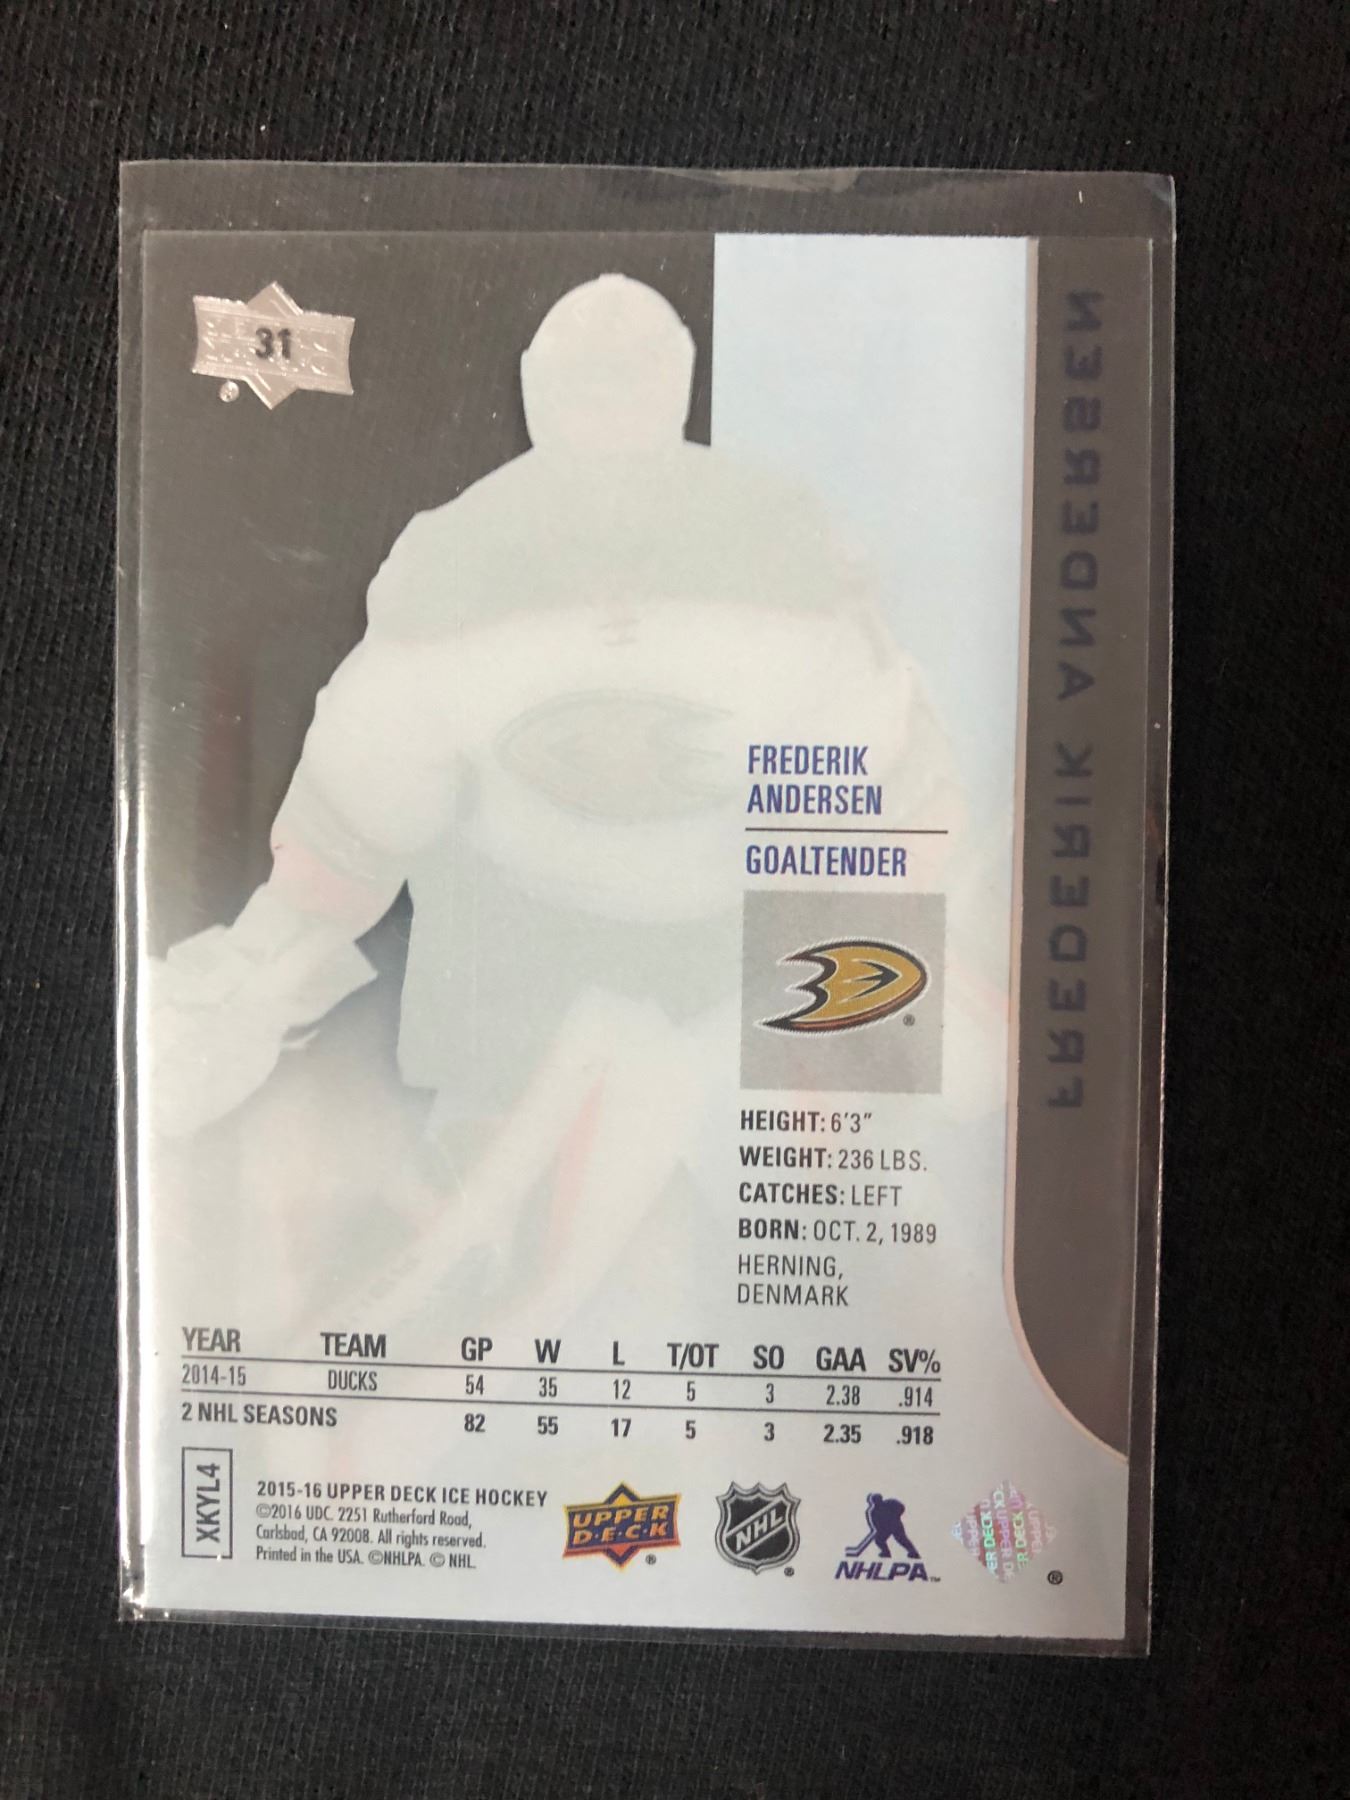 31
®
FREDERIK ANDERSEN
FREDERIK
ANDERSEN
GOALTENDER
®
HEIGHT: 6'3"
WEIGHT: 236 LBS.
CATCHES: LEFT
BORN: OCT. 2, 1989
HERNING,
DENMARK
YEAR TEAM GP W L T/OT SO GAA SV%
2014-15 DUCKS 54 35 12 5 3 2.38 .914
2 NHL SEASONS 82 55 17 5 3 2.35 .918
XKYL4
2015-16 UPPER DECK ICE HOCKEY
©2016 UDC. 2251 Rutherford Road,
Carlsbad, CA 92008. All rights reserved.
Printed in the USA. ©NHLPA. © NHL.
UPPER
D·E·C·K
®
NHL
®
NHLPA™
UPPER DECK
®